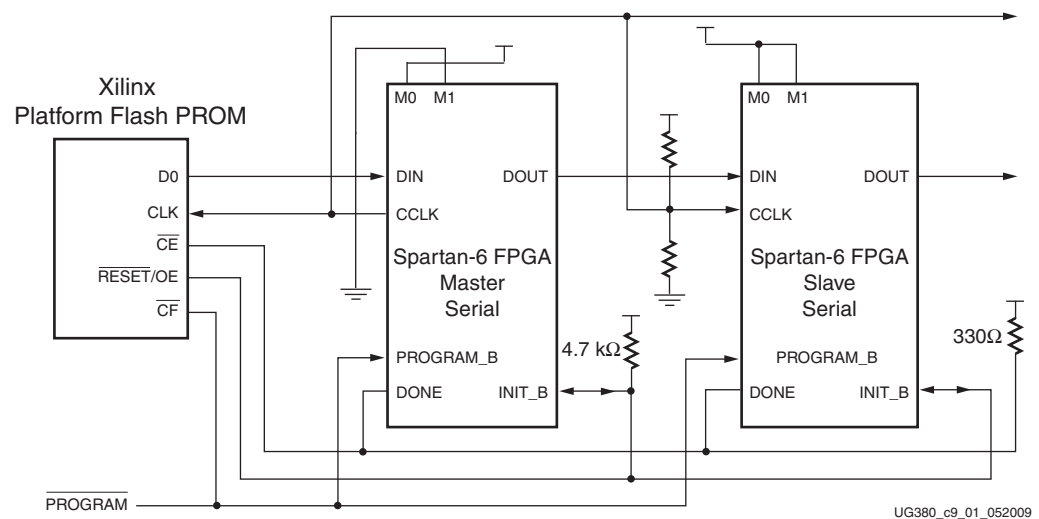 Xilinx
Platform Flash PROM
D0
CLK
CE
RESET/OE
CF
M0 M1
DIN DOUT
CCLK
Spartan-6 FPGA
Master
Serial
PROGRAM_B
DONE INIT_B
4.7 kΩ
M0 M1
DIN DOUT
CCLK
Spartan-6 FPGA
Slave
Serial
PROGRAM_B
DONE INIT_B
330Ω
PROGRAM
UG380_c9_01_052009